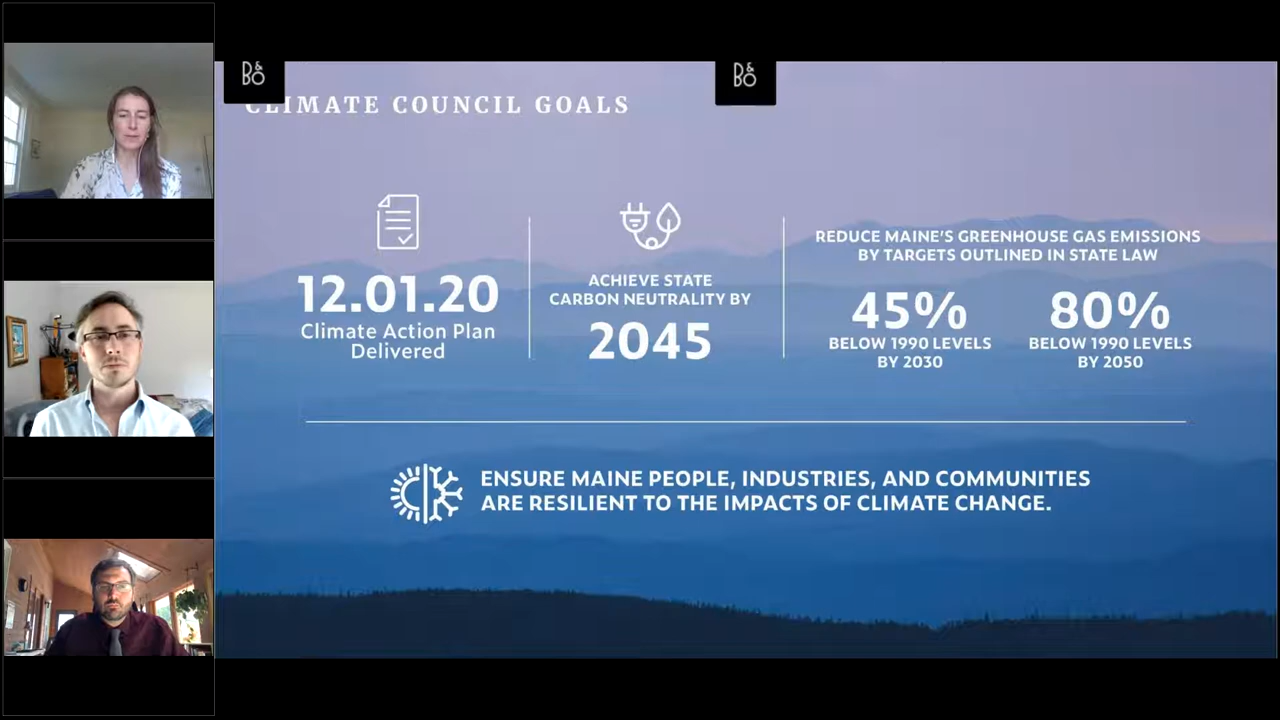 B&O
B&O
CLIMATE COUNCIL GOALS
12.01.20
Climate Action Plan
Delivered
ACHIEVE STATE
CARBON NEUTRALITY BY
2045
REDUCE MAINE'S GREENHOUSE GAS EMISSIONS
BY TARGETS OUTLINED IN STATE LAW
45%
BELOW 1990 LEVELS
BY 2030
80%
BELOW 1990 LEVELS
BY 2050
ENSURE MAINE PEOPLE, INDUSTRIES, AND COMMUNITIES
ARE RESILIENT TO THE IMPACTS OF CLIMATE CHANGE.